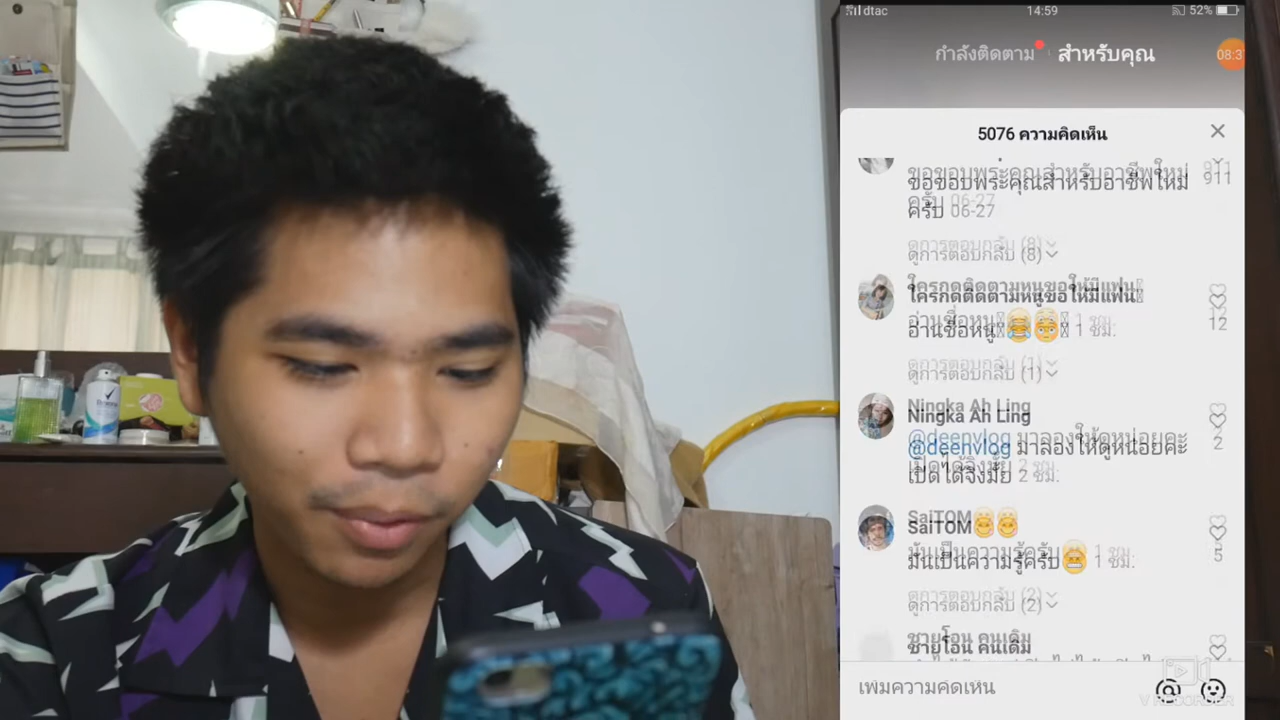 dtac
14:59
52%
กำลังติดตาม สำหรับคุณ
08:3
5076 ความคิดเห็น
ขอขอบพระคุณสำหรับอาชีพใหม่
911
ครับ 06-27
ดูการตอบกลับ (8)
ใครกดติดตามหนูขอให้มีแฟน
อ่านชื่อหนู 😂😳 1 ชม.
12
ดูการตอบกลับ (1)
Ningka Ah Ling
@deenvlog มาลองให้ดูหน่อยคะ
2
เปิดได้จิงมั้ย 2 ชม.
SaiTOM
มันเป็นความรู้ครับ😁 1 ชม.
5
ดูการตอบกลับ (2)
ชายโฉน คนเดิม
เพิ่มความคิดเห็น
V RECORDER